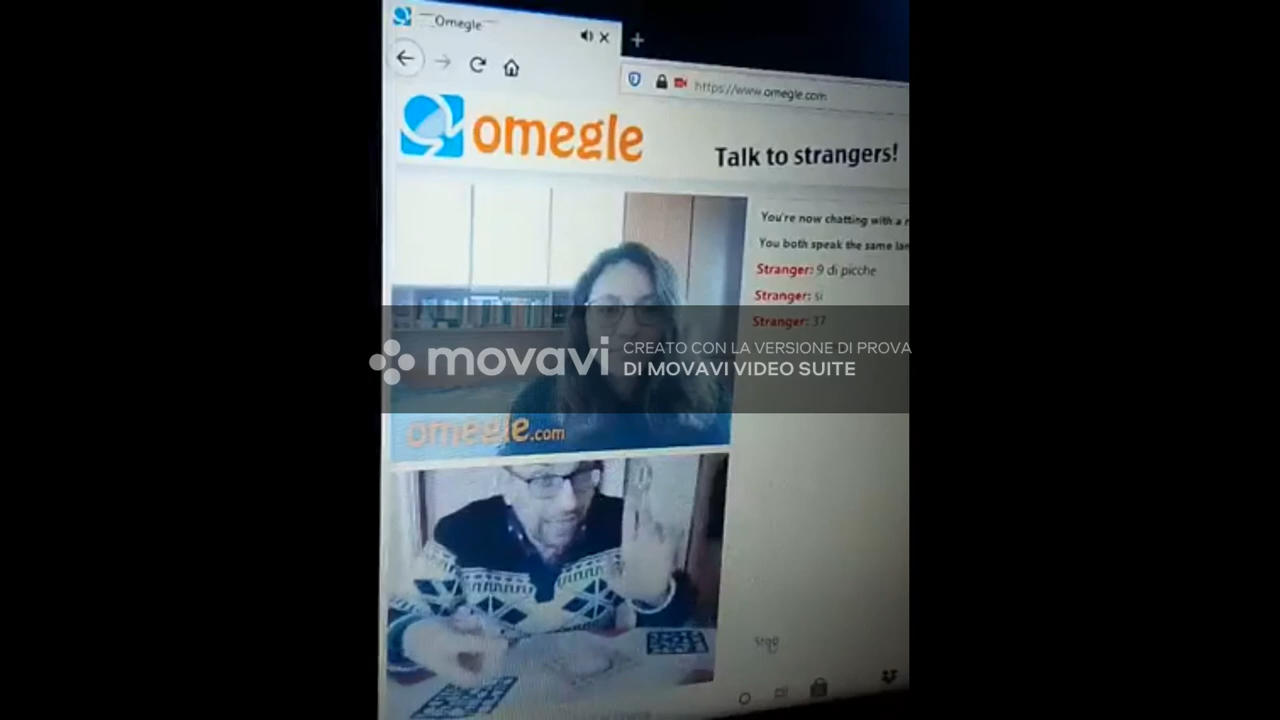 Omegle
https://www.omegle.com
omegle
Talk to strangers!
You're now chatting with a
You both speak the same lan
Stranger: 9 di picche
Stranger: si
Stranger: 37
movavi
CREATO CON LA VERSIONE DI PROVA
DI MOVAVI VIDEO SUITE
omegle.com
Stop